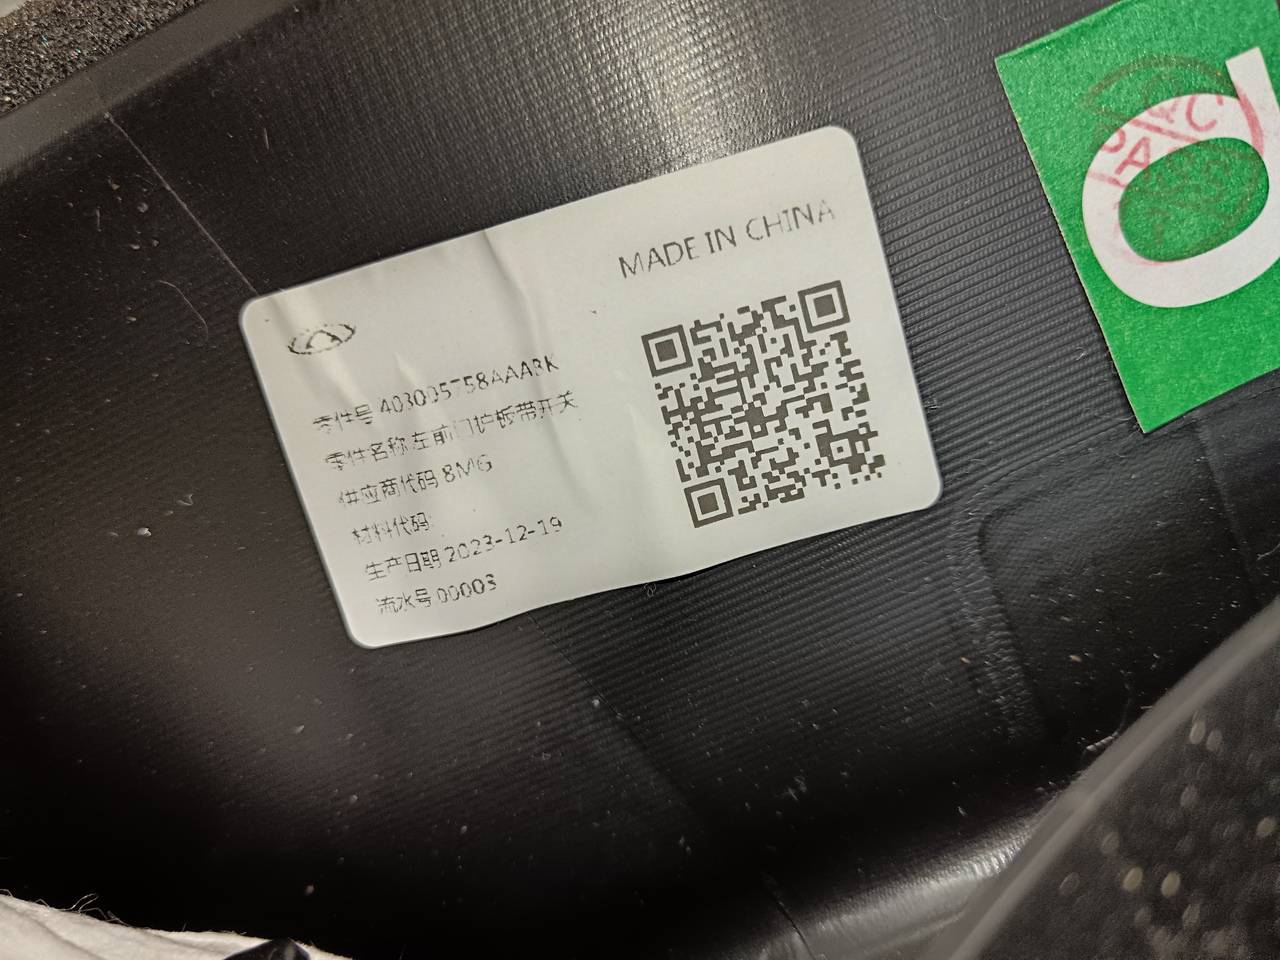 MADE IN CHINA
零件号 403005758AAABK
零件名称 左前门护板带开关
供应商代码 8MG
材料代码
生产日期 2023-12-19
流水号 00003
QC
PASS